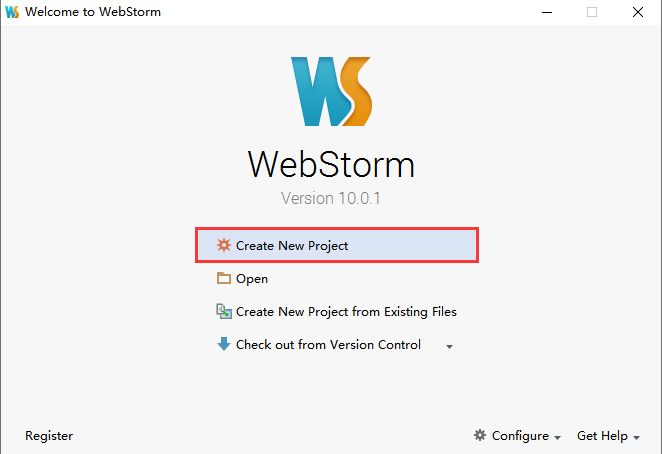 Welcome to WebStorm
WS
WebStorm
Version 10.0.1
Create New Project
Open
Create New Project from Existing Files
Check out from Version Control
Register
Configure
Get Help